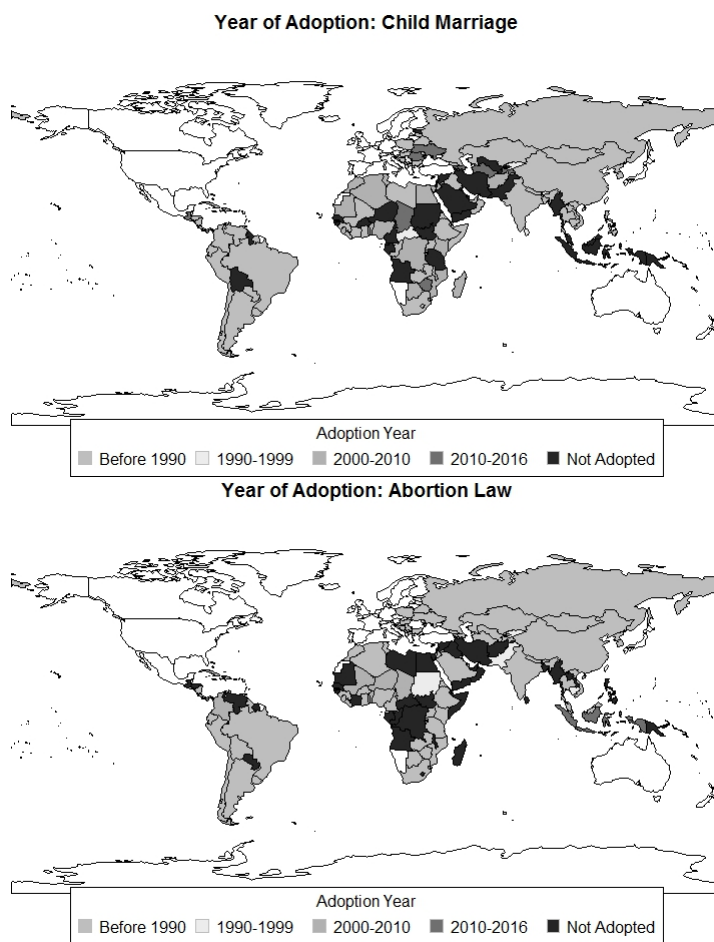 Year of Adoption: Child Marriage
Adoption Year
Before 1990 1990-1999 2000-2010 2010-2016 Not Adopted
Year of Adoption: Abortion Law
Adoption Year
Before 1990 1990-1999 2000-2010 2010-2016 Not Adopted